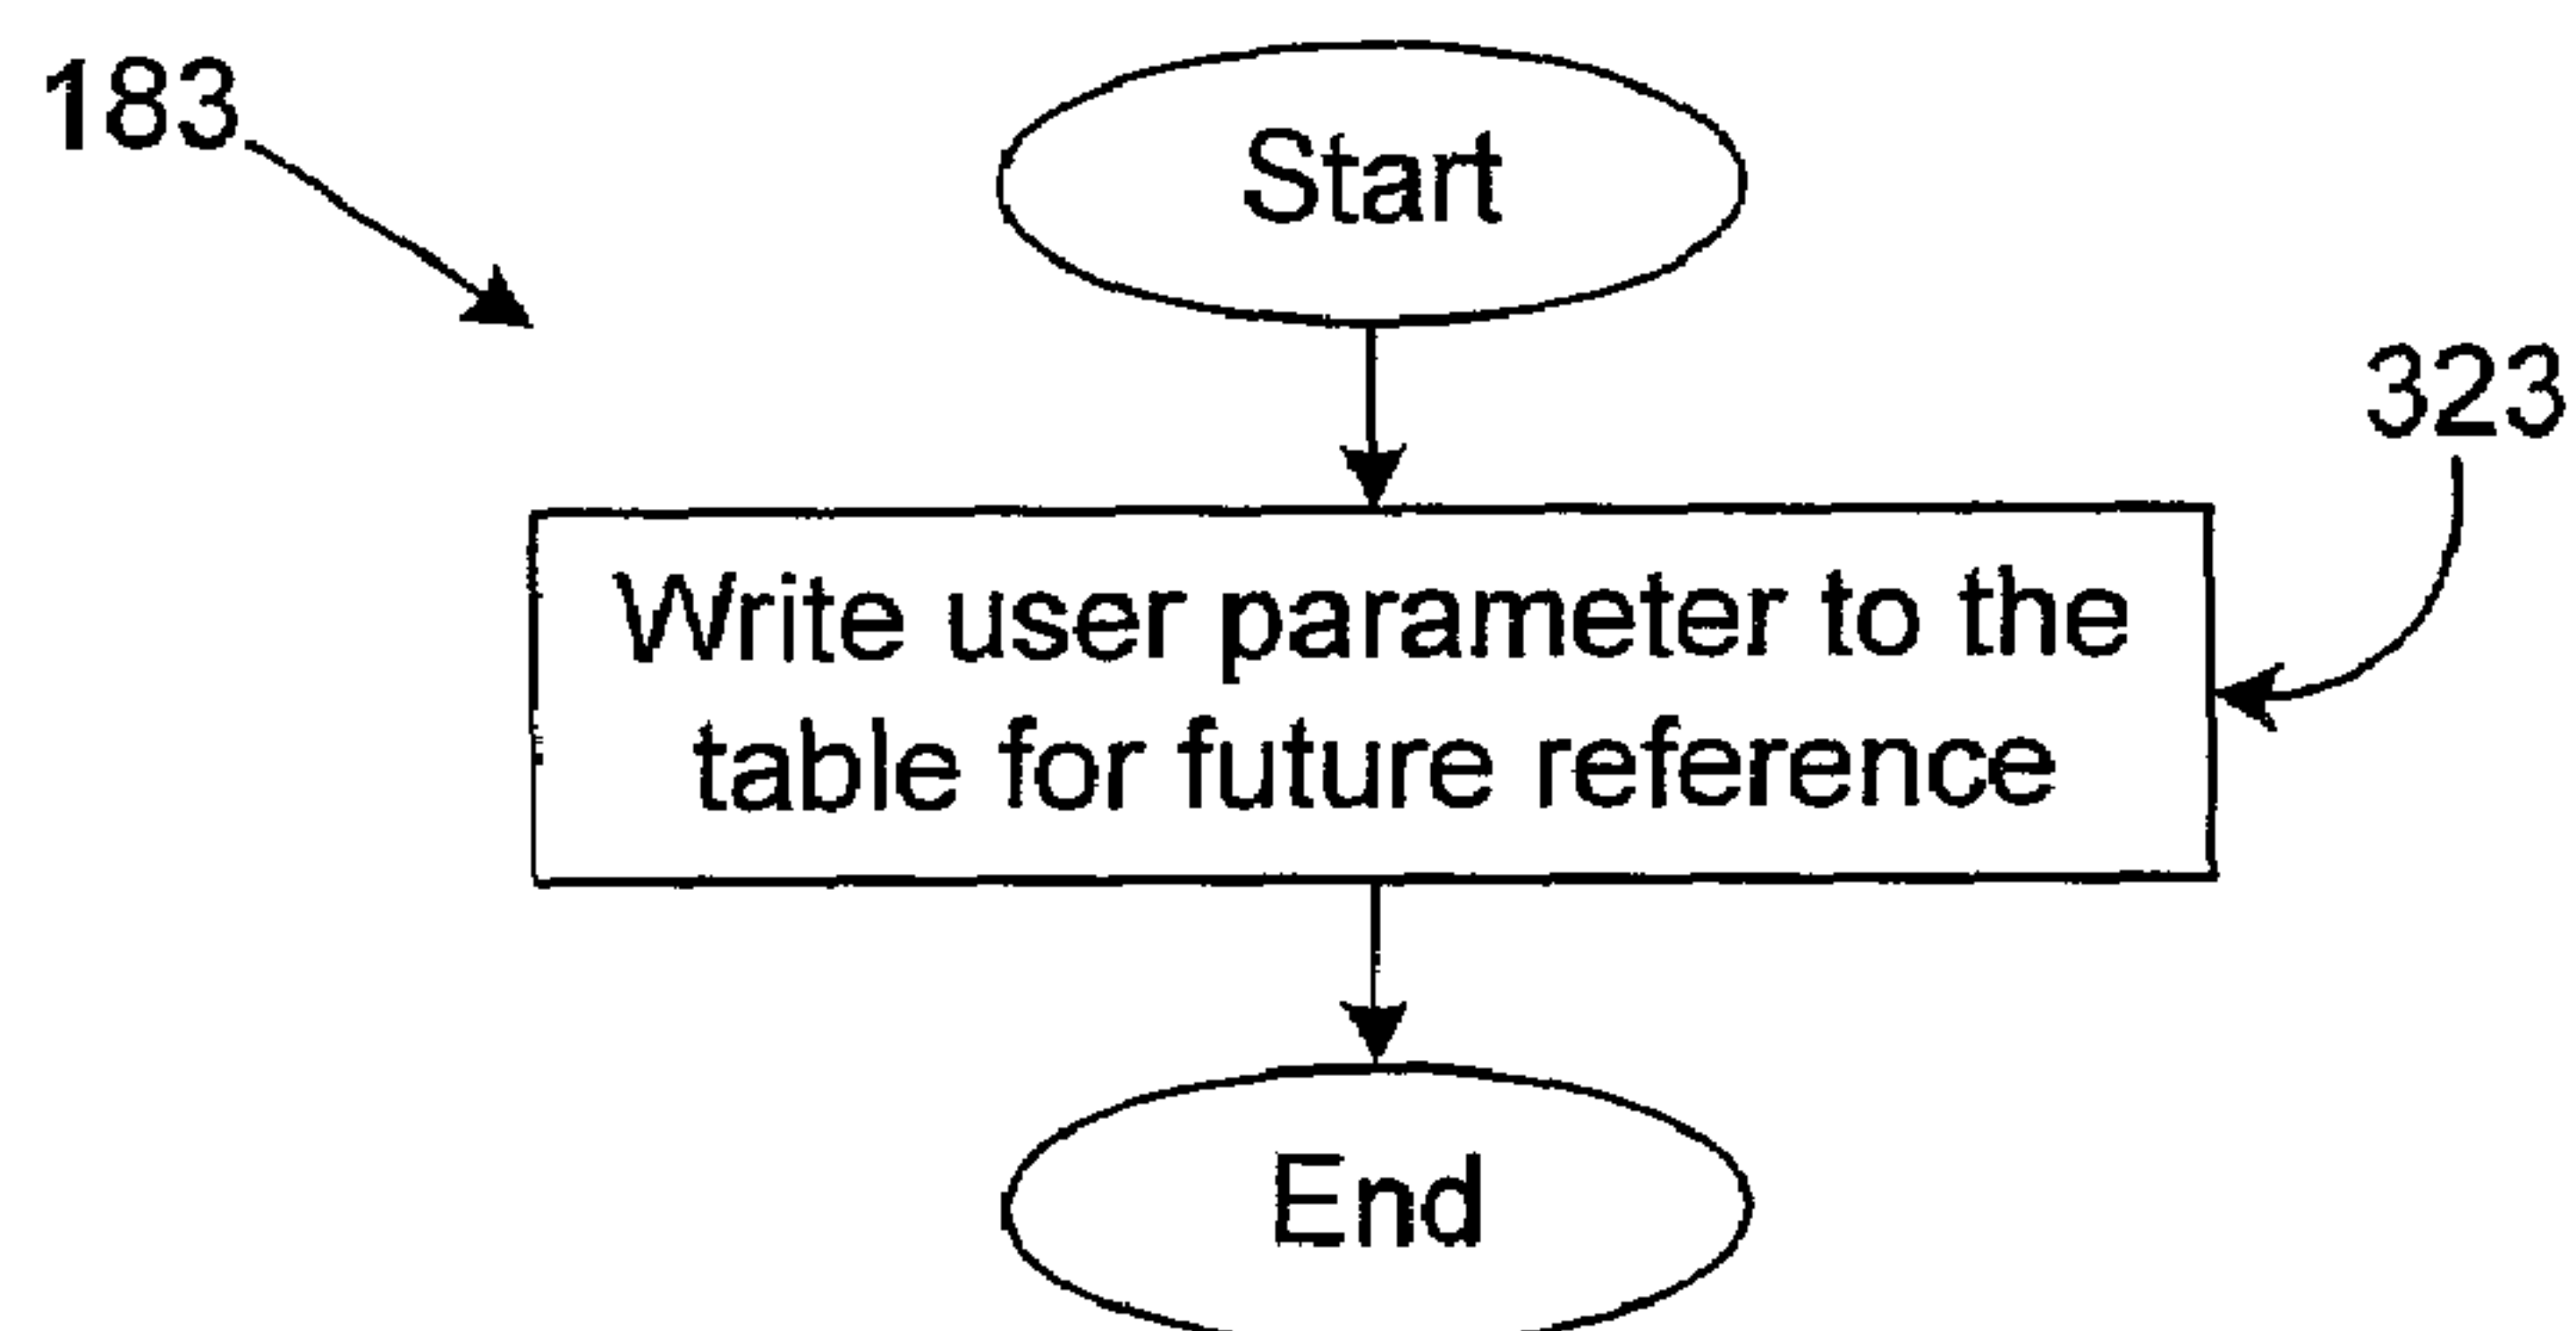 183
Start
323
Write user parameter to the
table for future reference
End